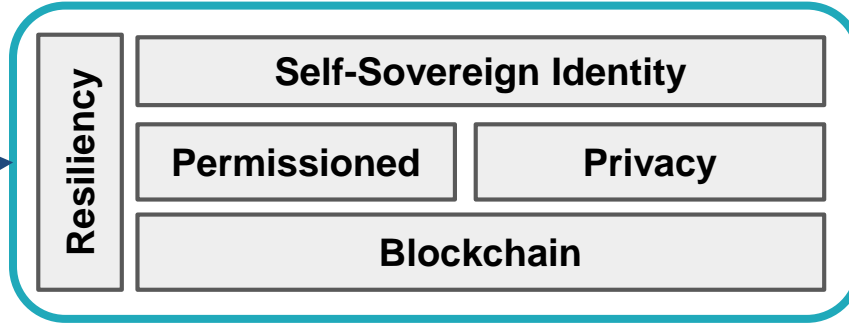 Resiliency
Self-Sovereign Identity
Permissioned
Privacy
Blockchain